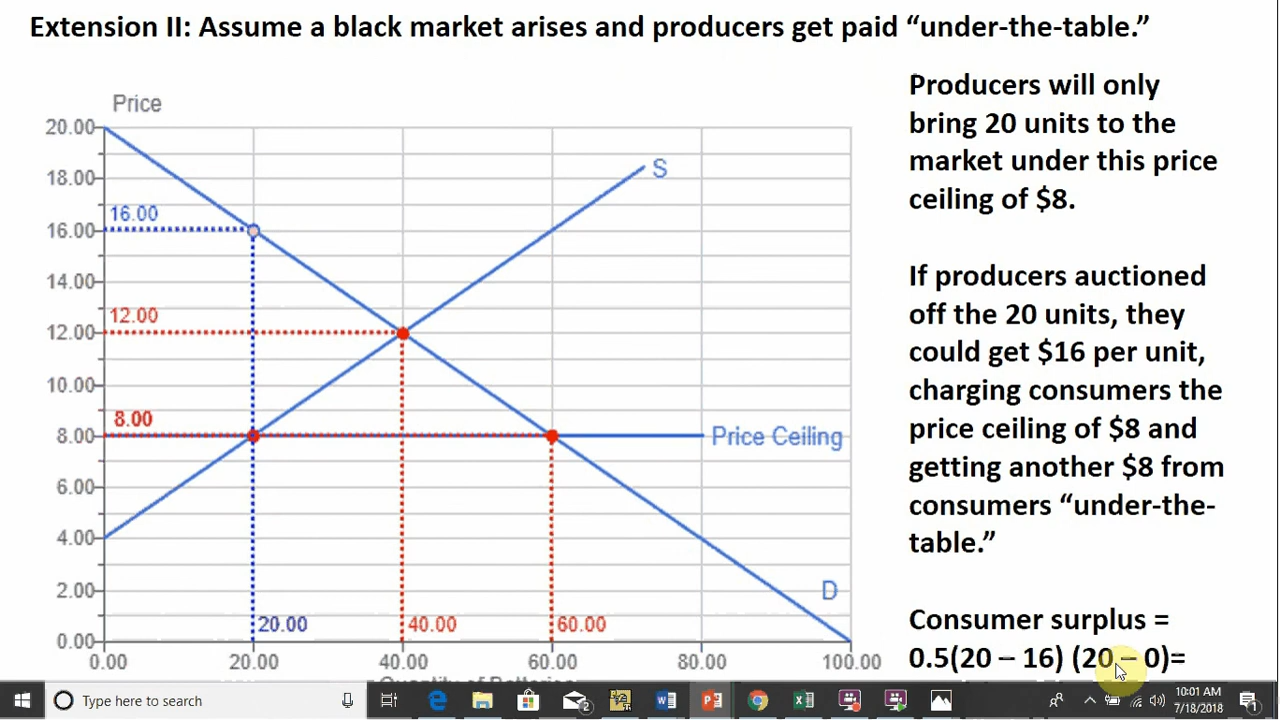 Extension II: Assume a black market arises and producers get paid “under-the-table.”
Price
20.00
18.00
16.00
14.00
12.00
10.00
8.00
6.00
4.00
2.00
0.00
16.00
12.00
8.00
S
Price Ceiling
D
20.00
40.00
60.00
0.00
20.00
40.00
60.00
80.00
100.00
Producers will only
bring 20 units to the
market under this price
ceiling of $8.
If producers auctioned
off the 20 units, they
could get $16 per unit,
charging consumers the
price ceiling of $8 and
getting another $8 from
consumers “under-the-
table.”
Consumer surplus =
0.5(20 – 16) (20 – 0)=
Type here to search
2
10:01 AM
7/18/2018
1